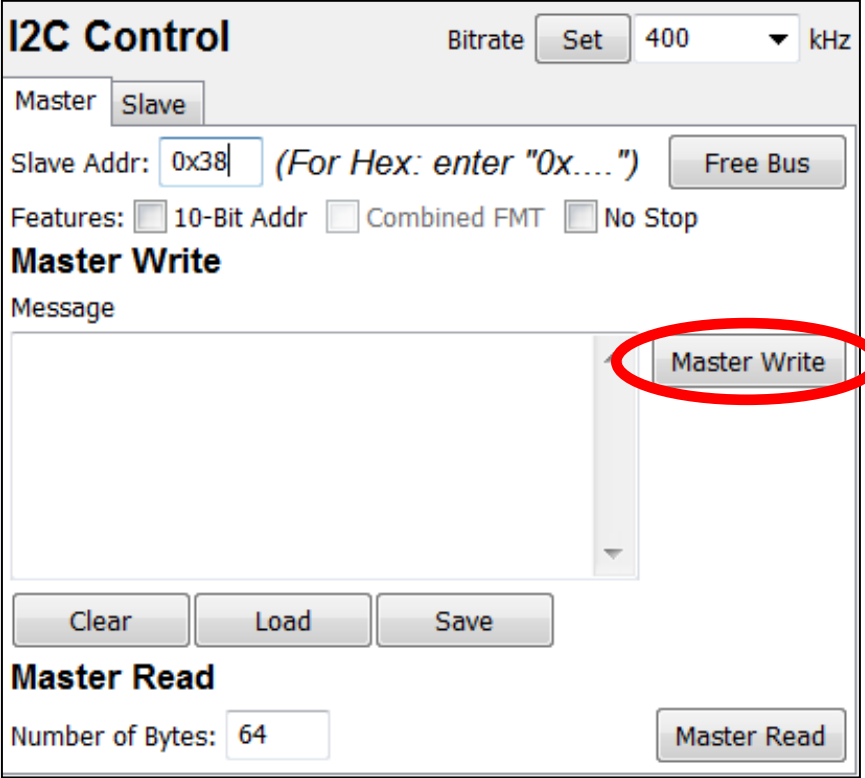 I2C Control Bitrate Set 400 kHz
Master Slave
Slave Addr: 0x38 (For Hex: enter "0x....") Free Bus
Features: 10-Bit Addr Combined FMT No Stop
Master Write
Message
Master Write
Clear Load Save
Master Read
Number of Bytes: 64 Master Read